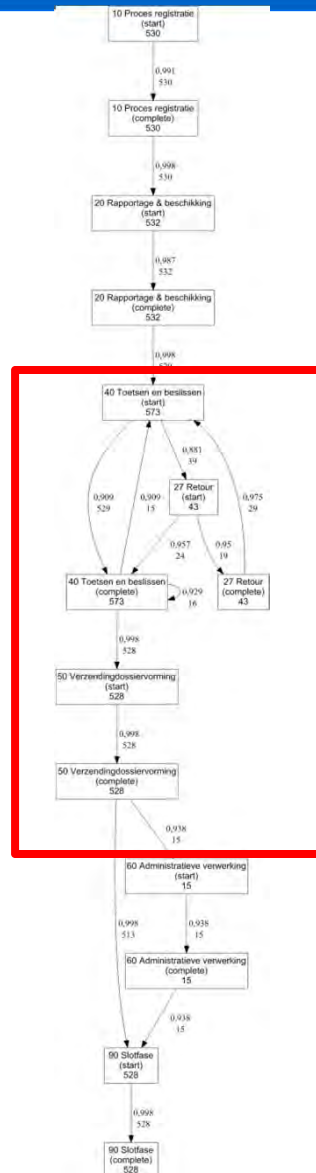 10 Proces registratie
(start)
530
0,991
530
10 Proces registratie
(complete)
530
0,998
530
20 Rapportage & beschikking
(start)
532
0,987
532
20 Rapportage & beschikking
(complete)
532
0,998
40 Toetsen en beslissen
(start)
573
0,881
27 Retour
(start)
43
0,909
529
0,909
15
0,975
29
0,957
24
0,95
19
40 Toetsen en beslissen
(complete)
573
0,929
16
27 Retour
(complete)
43
0,998
528
50 Verzendingdossiervorming
(start)
528
0,998
528
50 Verzendingdossiervorming
(complete)
528
0,938
15
60 Administratieve verwerking
(start)
15
0,998
513
0,938
15
60 Administratieve verwerking
(complete)
15
0,938
15
90 Slotfase
(start)
528
0,998
528
90 Slotfase
(complete)
528